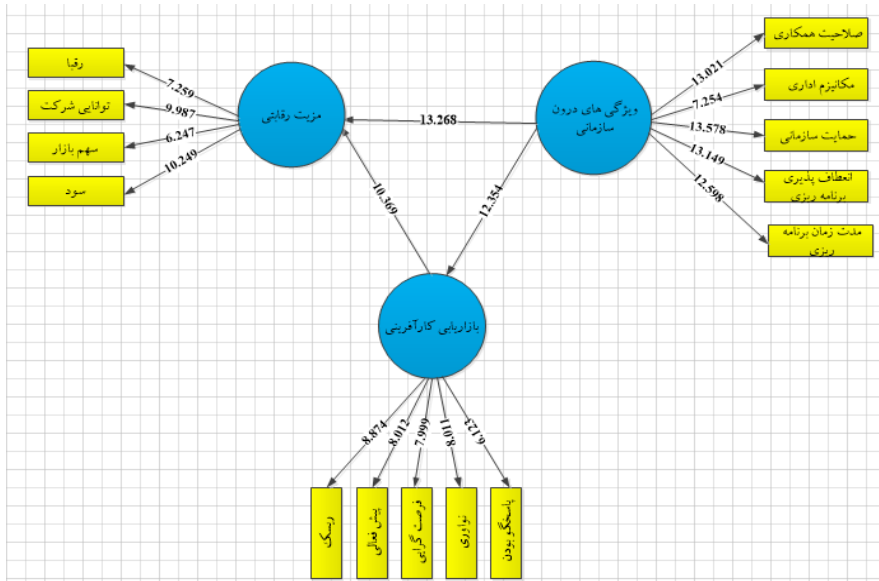 صلاحیت همکاری
مکانیزم اداری
حمایت سازمانی
انعطاف پذیری
برنامه ریزی
مدت زمان برنامه
ریزی
13.021
7.254
13.578
13.149
12.598
ویژگی های درون
سازمانی
13.268
12.354
مزیت رقابتی
10.369
7.259
9.987
6.247
10.249
رقبا
توانایی شرکت
سهم بازار
سود
بازاریابی کارآفرینی
6.123
8.011
7.999
8.012
8.874
پاسخگو بودن
نوآوری
فرصت گرایی
پیش فعالی
ریسک